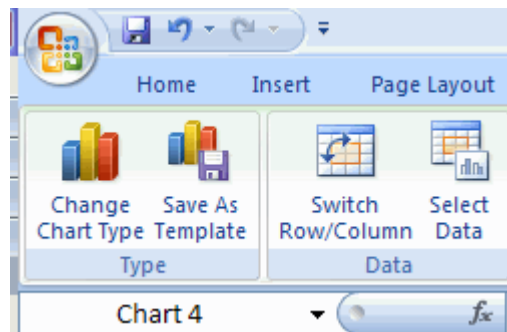 Home Insert Page Layout
Change Save As Switch Select
Chart Type Template Row/Column Data
Type Data
Chart 4 fx